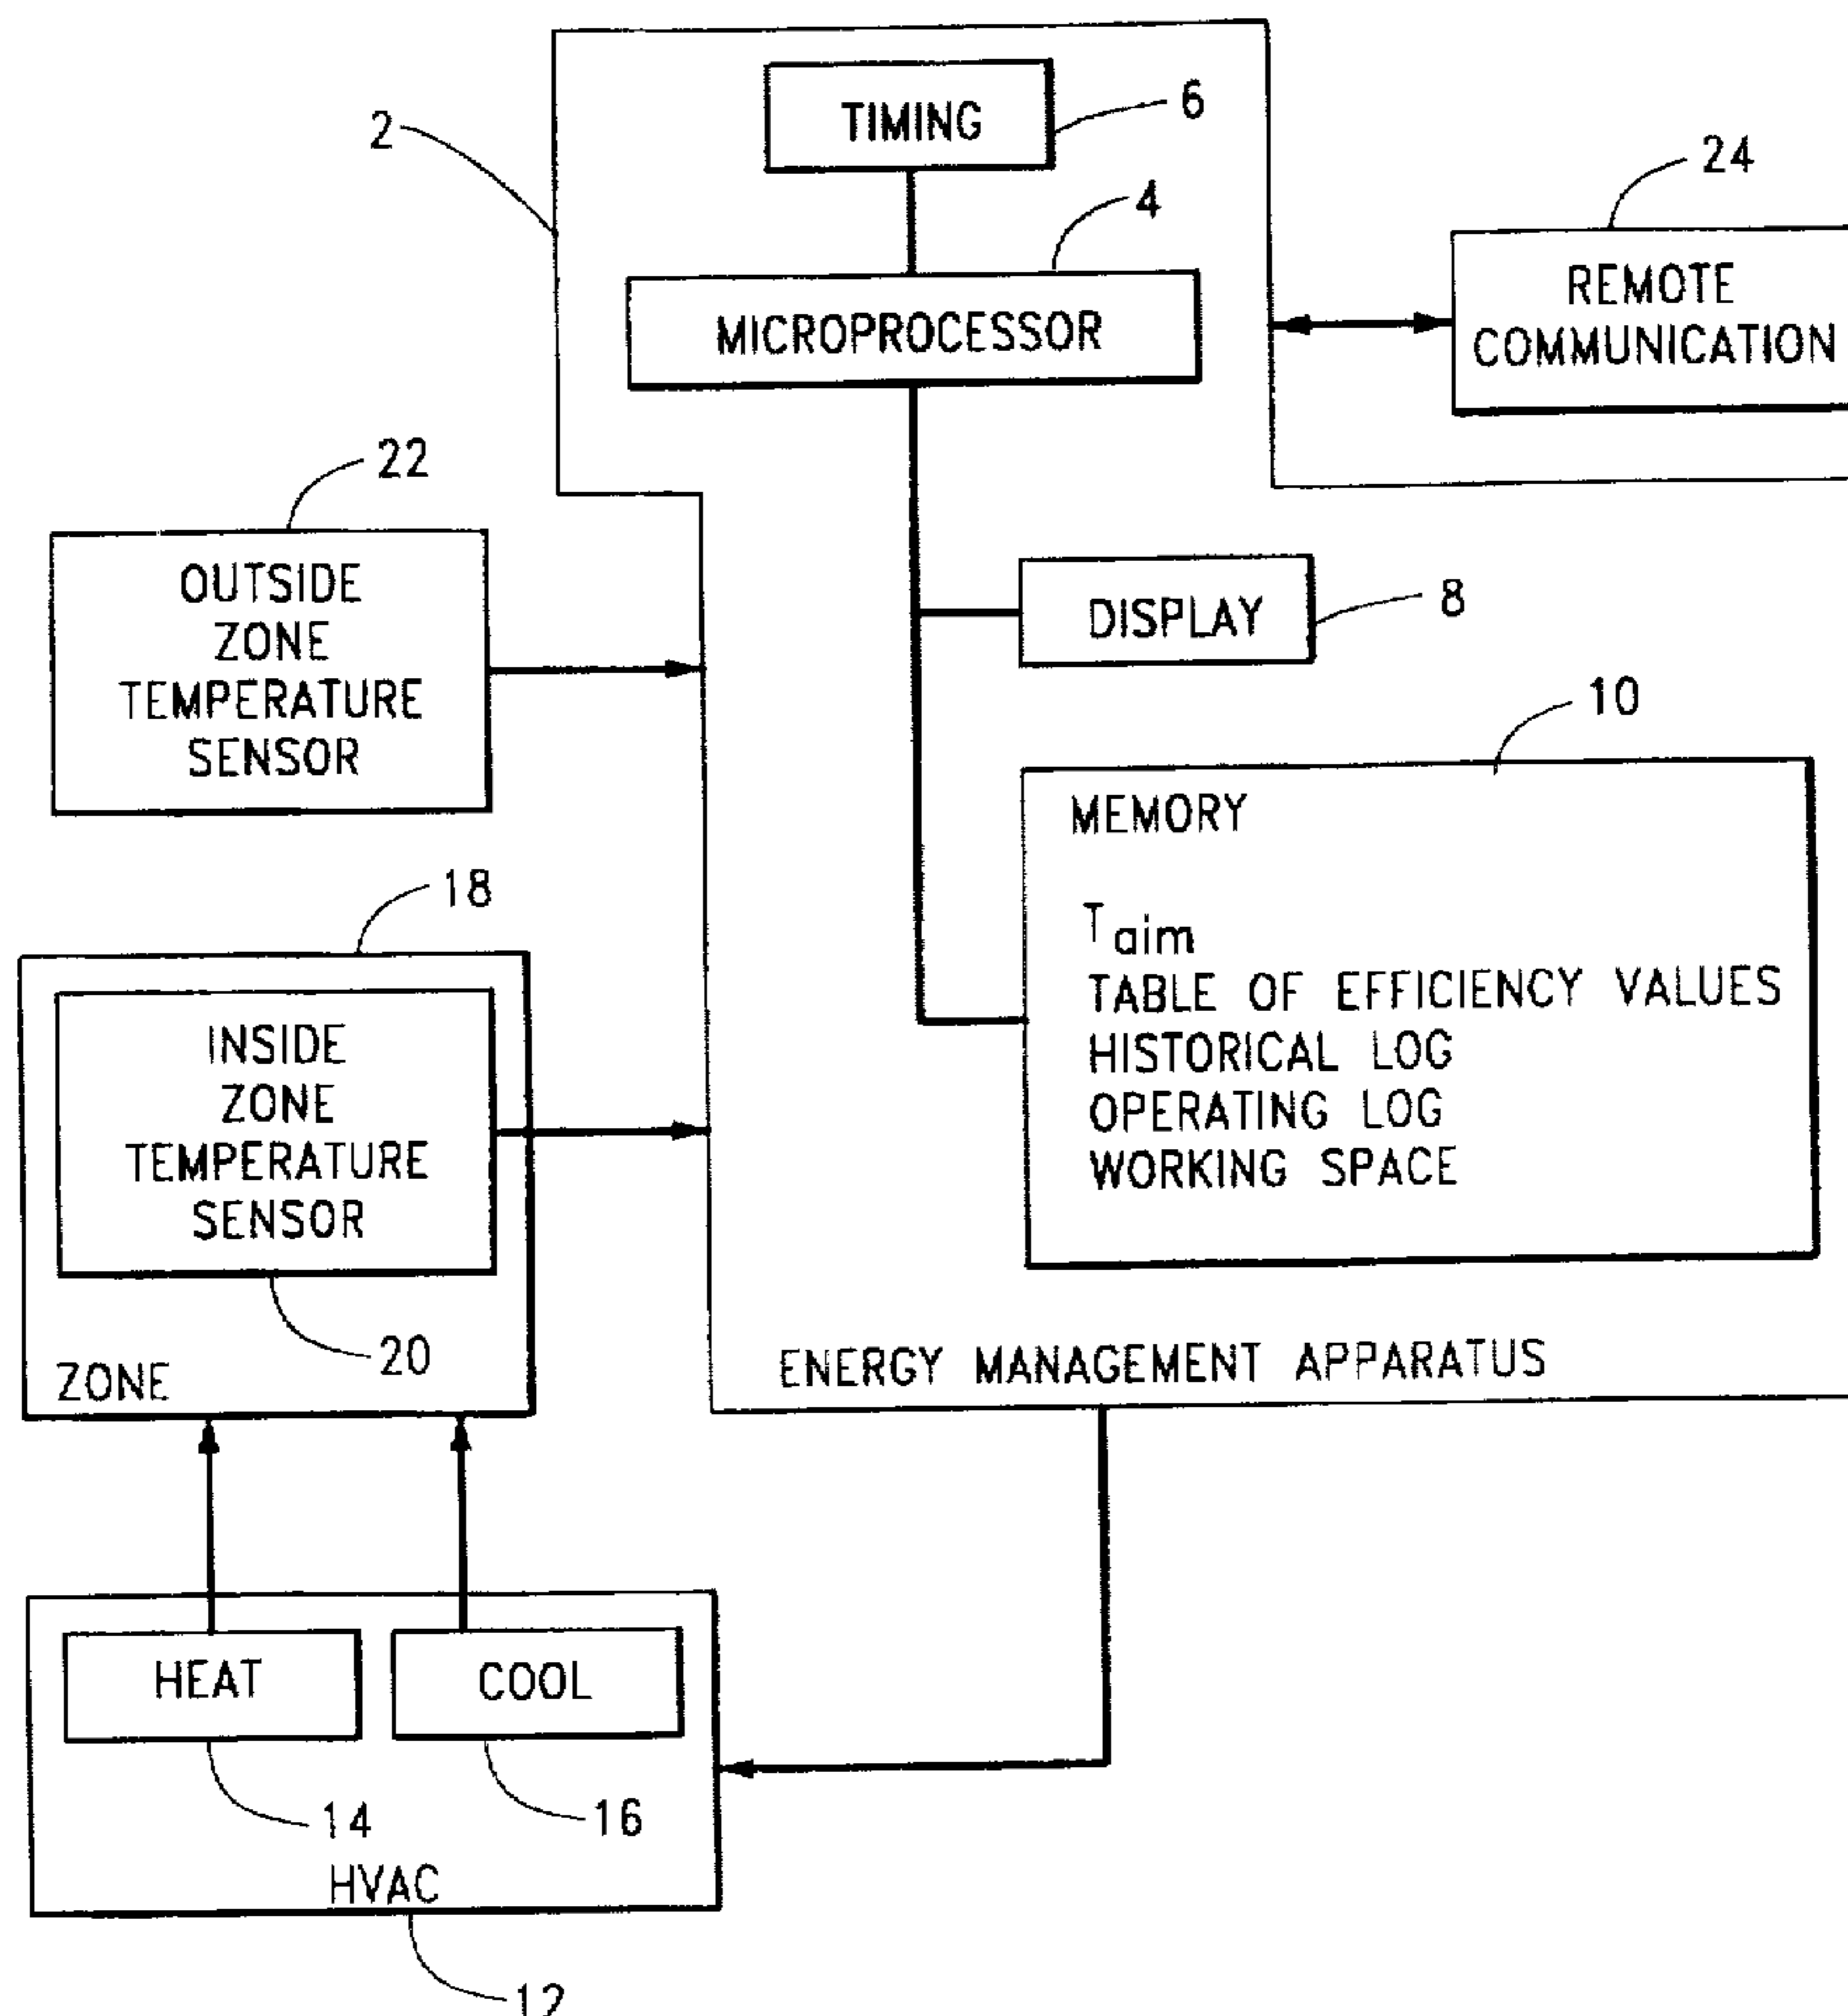 2
TIMING
6
4
MICROPROCESSOR
24
REMOTE
COMMUNICATION
22
OUTSIDE
ZONE
TEMPERATURE
SENSOR
DISPLAY
8
10
MEMORY
Taim
TABLE OF EFFICIENCY VALUES
HISTORICAL LOG
OPERATING LOG
WORKING SPACE
18
INSIDE
ZONE
TEMPERATURE
SENSOR
20
ZONE
ENERGY MANAGEMENT APPARATUS
HEAT
COOL
14
16
HVAC
12